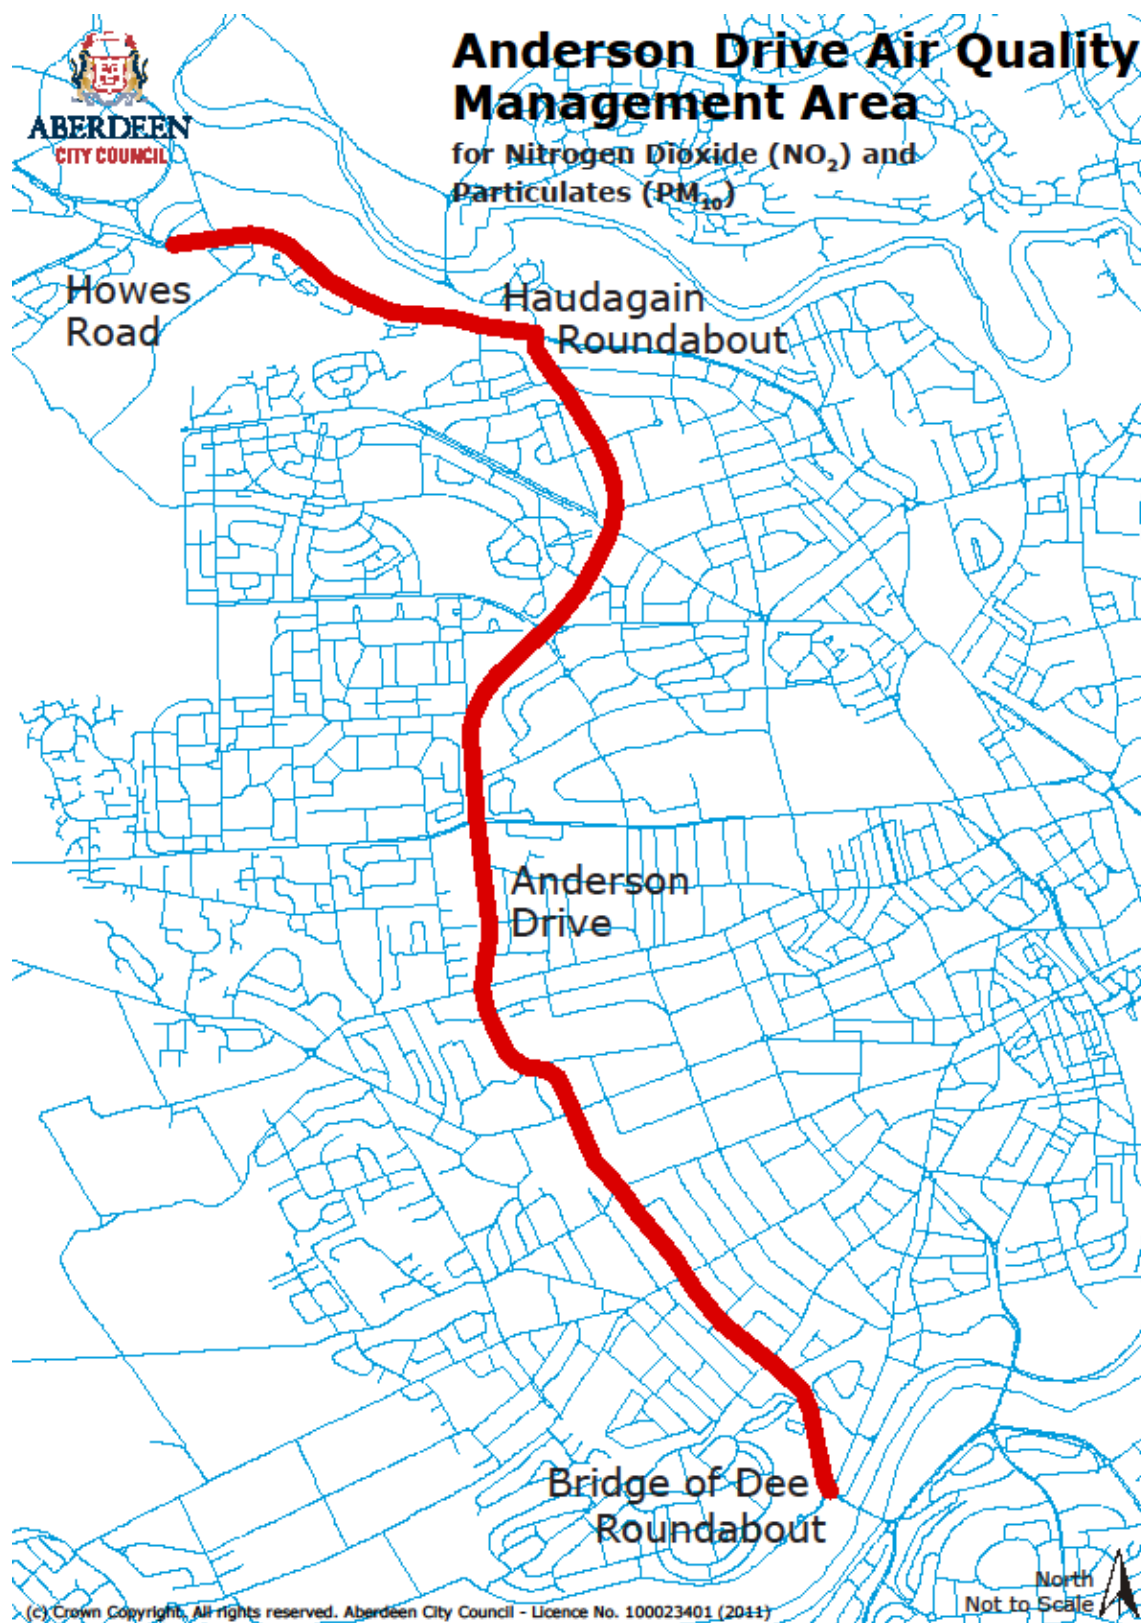 Anderson Drive Air Quality
Management Area
for Nitrogen Dioxide (NO₂) and
Particulates (PM₁₀)
ABERDEEN
CITY COUNCIL
Howes
Road
Haudagain
Roundabout
Anderson
Drive
Bridge of Dee
Roundabout
North
Not to Scale
(c) Crown Copyright. All rights reserved. Aberdeen City Council - Licence No. 100023401 (2011)